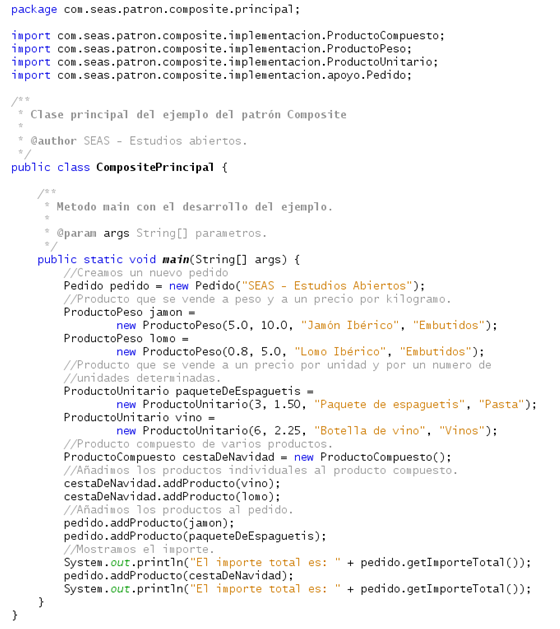 package com.seas.patron.composite.principal;
import com.seas.patron.composite.implementacion.ProductoCompuesto;
import com.seas.patron.composite.implementacion.ProductoPeso;
import com.seas.patron.composite.implementacion.ProductoUnitario;
import com.seas.patron.composite.implementacion.apoyo.Pedido;
/**
 * Clase principal del ejemplo del patrón Composite
 *
 * @author SEAS - Estudios abiertos.
 */
public class CompositePrincipal {
    /**
     * Metodo main con el desarrollo del ejemplo.
     *
     * @param args String[] parametros.
     */
    public static void main(String[] args) {
        //Creamos un nuevo pedido
        Pedido pedido = new Pedido("SEAS - Estudios Abiertos");
        //Producto que se vende a peso y a un precio por kilogramo.
        ProductoPeso jamon =
                new ProductoPeso(5.0, 10.0, "Jamón Ibérico", "Embutidos");
        ProductoPeso lomo =
                new ProductoPeso(0.8, 5.0, "Lomo Ibérico", "Embutidos");
        //Producto que se vende a un precio por unidad y por un numero de
        //unidades determinadas.
        ProductoUnitario paqueteDeEspaguetis =
                new ProductoUnitario(3, 1.50, "Paquete de espaguetis", "Pasta");
        ProductoUnitario vino =
                new ProductoUnitario(6, 2.25, "Botella de vino", "Vinos");
        //Producto compuesto de varios productos.
        ProductoCompuesto cestaDeNavidad = new ProductoCompuesto();
        //Añadimos los productos individuales al producto compuesto.
        cestaDeNavidad.addProducto(vino);
        cestaDeNavidad.addProducto(lomo);
        //Añadimos los productos al pedido.
        pedido.addProducto(jamon);
        pedido.addProducto(paqueteDeEspaguetis);
        //Mostramos el importe.
        System.out.println("El importe total es: " + pedido.getImporteTotal());
        pedido.addProducto(cestaDeNavidad);
        System.out.println("El importe total es: " + pedido.getImporteTotal());
    }
}